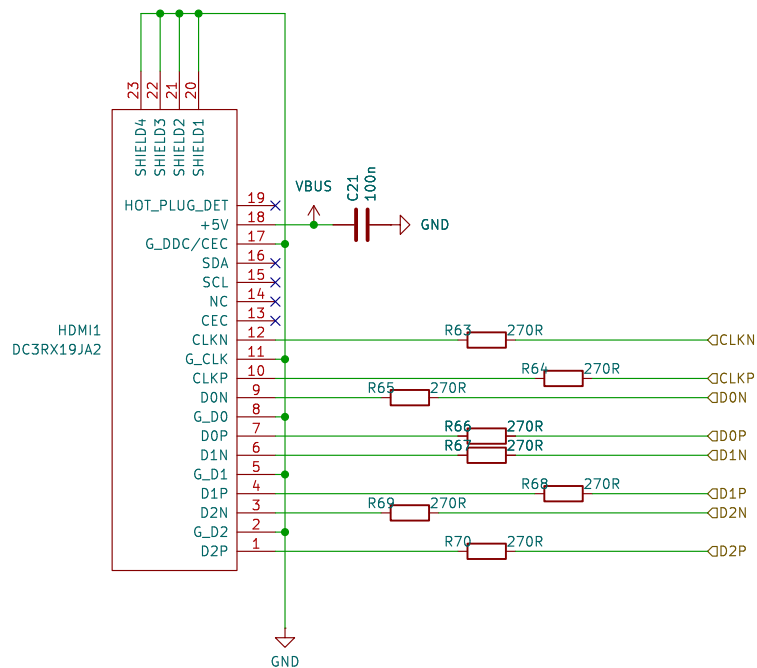 23
22
21
20
SHIELD4
SHIELD3
SHIELD2
SHIELD1
C21
100n
VBUS
HOT_PLUG_DET 19
+5V 18
GND
G_DDC/CEC 17
SDA 16
SCL 15
NC 14
CEC 13
HDMI1
DC3RX19JA2
CLKN 12 R63 270R CLKN
G_CLK 11
CLKP 10 R64 270R CLKP
D0N 9 R65 270R D0N
G_D0 8
D0P 7 R66 270R D0P
D1N 6 R67 270R D1N
G_D1 5
D1P 4 R68 270R D1P
D2N 3 R69 270R D2N
G_D2 2
D2P 1 R70 270R D2P
GND